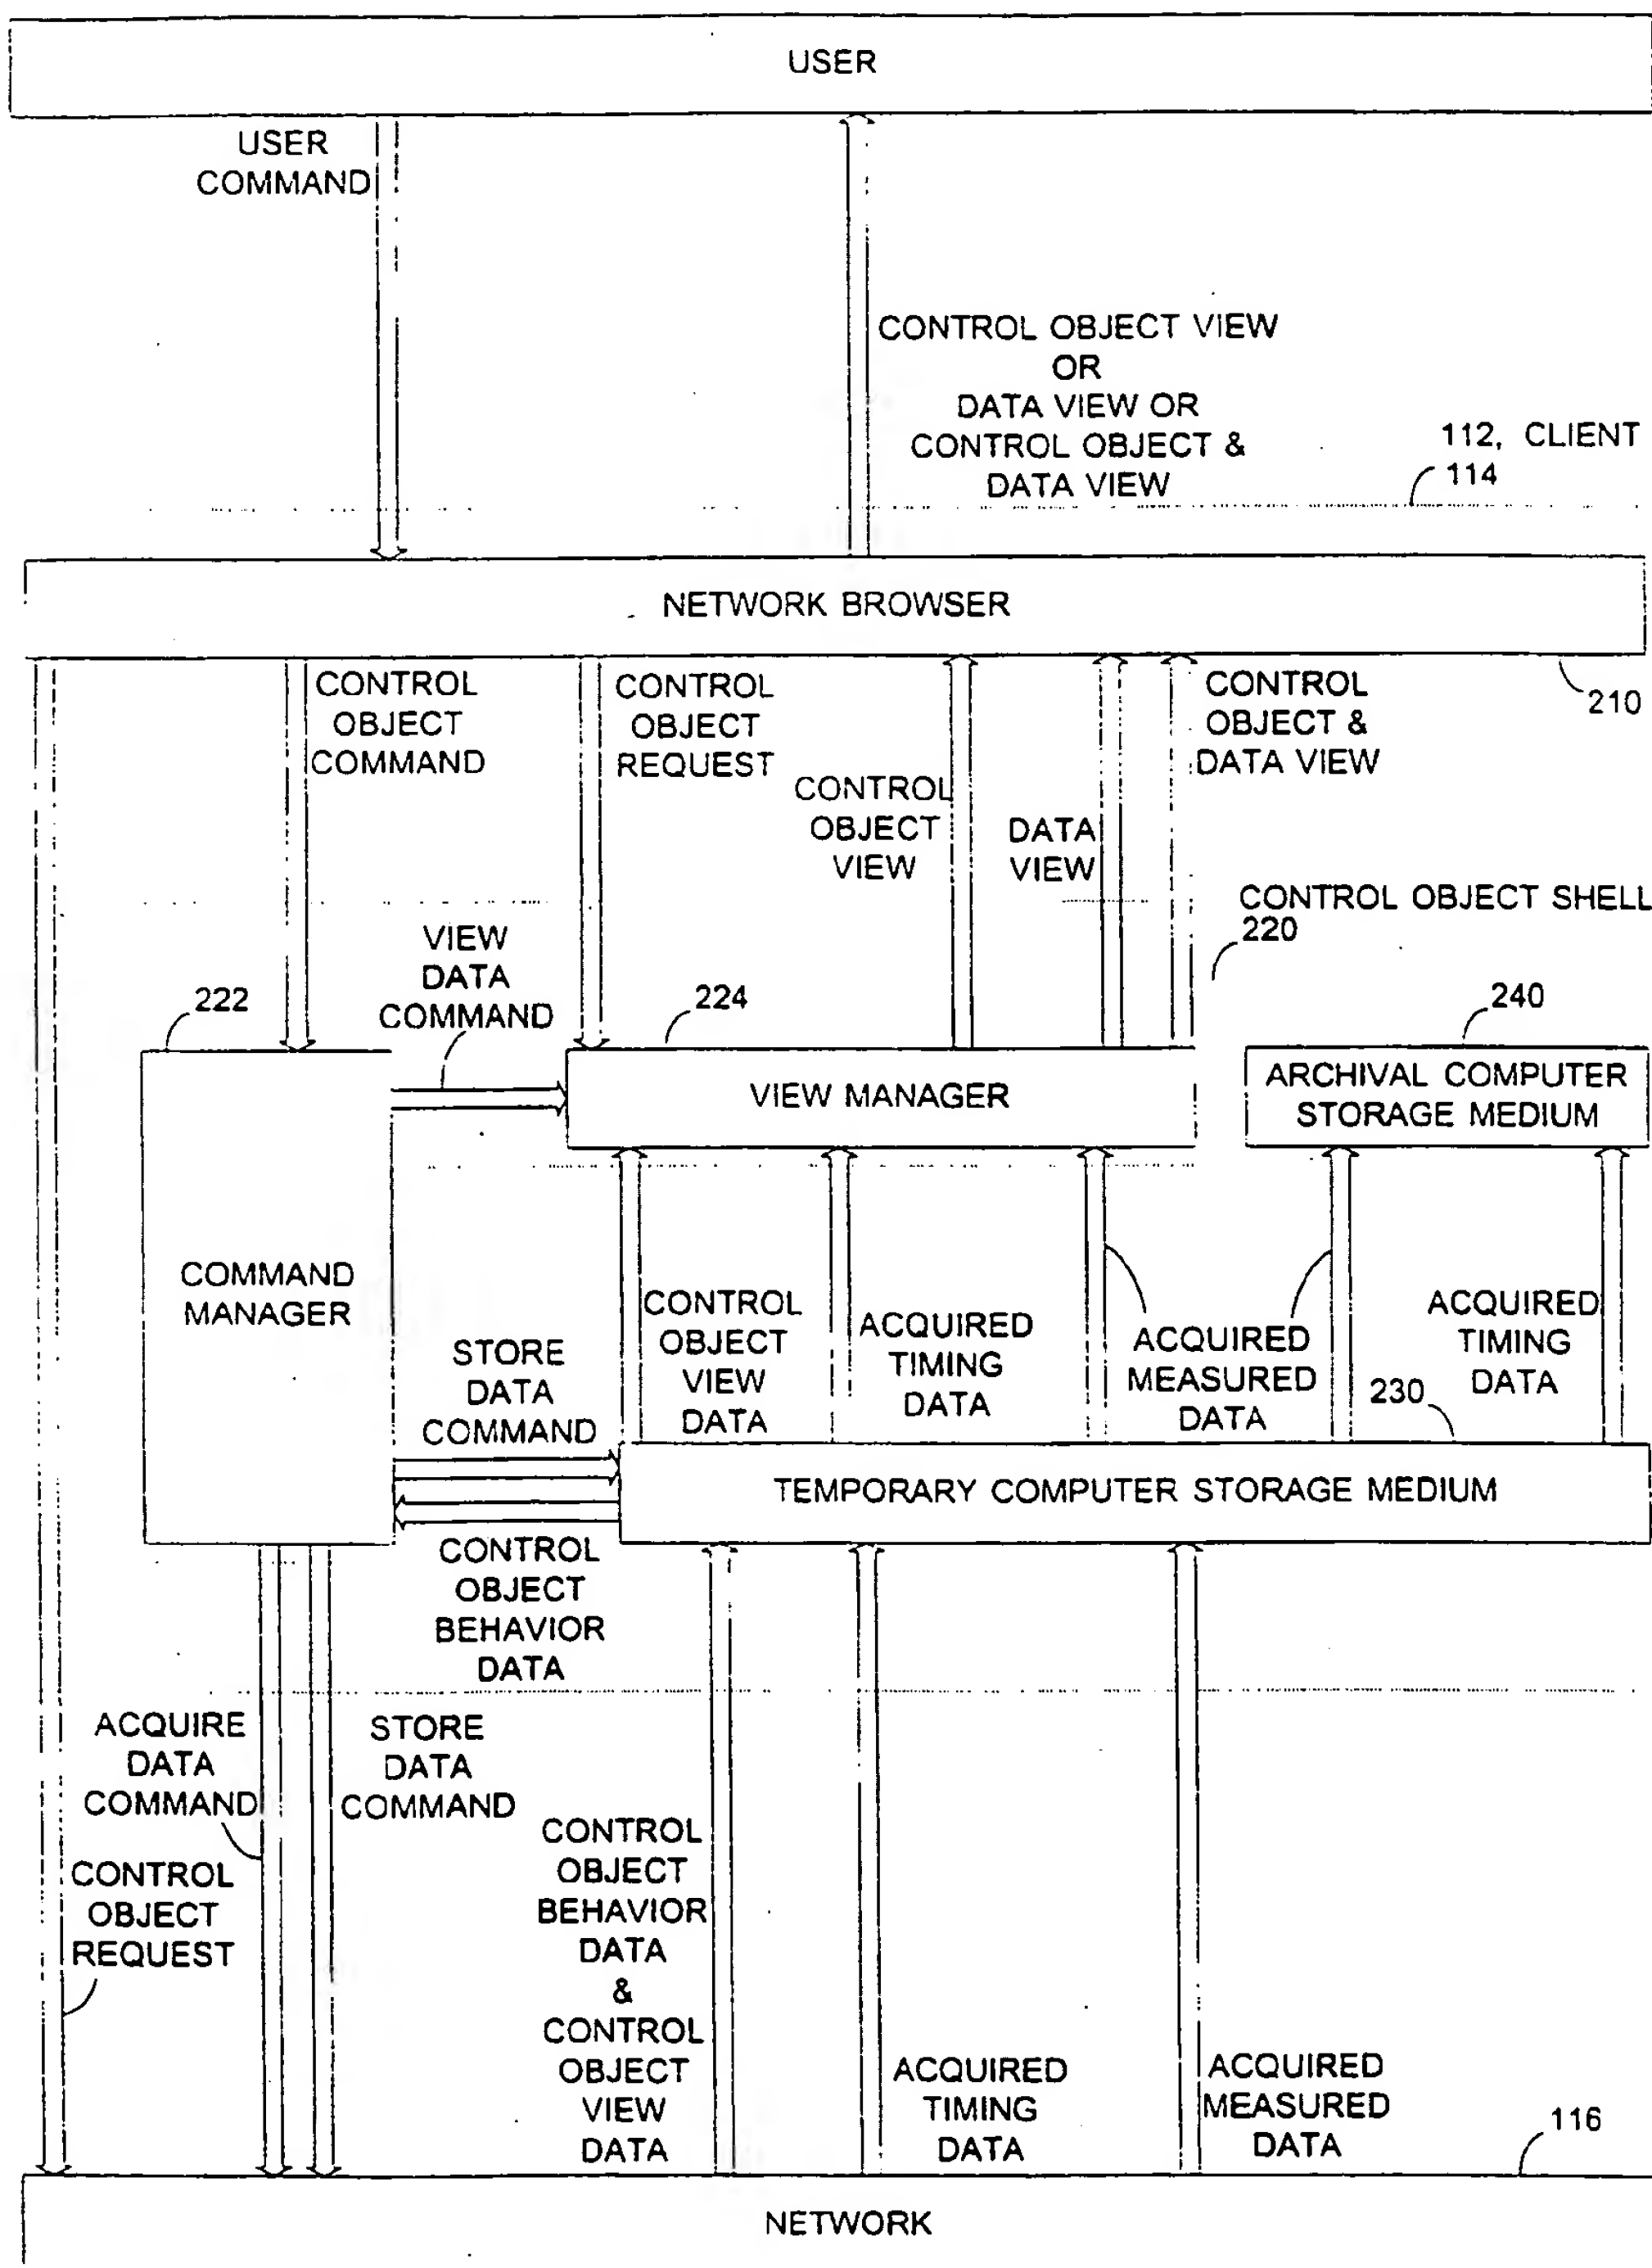 USER
USER
COMMAND
CONTROL OBJECT VIEW
OR
DATA VIEW OR
CONTROL OBJECT &
DATA VIEW
112, CLIENT
114
NETWORK BROWSER
210
CONTROL
OBJECT
COMMAND
CONTROL
OBJECT
REQUEST
CONTROL
OBJECT
VIEW
DATA
VIEW
CONTROL
OBJECT &
DATA VIEW
CONTROL OBJECT SHELL
220
VIEW
DATA
COMMAND
222
224
240
VIEW MANAGER
ARCHIVAL COMPUTER
STORAGE MEDIUM
COMMAND
MANAGER
STORE
DATA
COMMAND
CONTROL
OBJECT
VIEW
DATA
ACQUIRED
TIMING
DATA
ACQUIRED
MEASURED
DATA
ACQUIRED
TIMING
DATA
230
TEMPORARY COMPUTER STORAGE MEDIUM
CONTROL
OBJECT
BEHAVIOR
DATA
ACQUIRE
DATA
COMMAND
STORE
DATA
COMMAND
CONTROL
OBJECT
REQUEST
CONTROL
OBJECT
BEHAVIOR
DATA
&
CONTROL
OBJECT
VIEW
DATA
ACQUIRED
TIMING
DATA
ACQUIRED
MEASURED
DATA
116
NETWORK